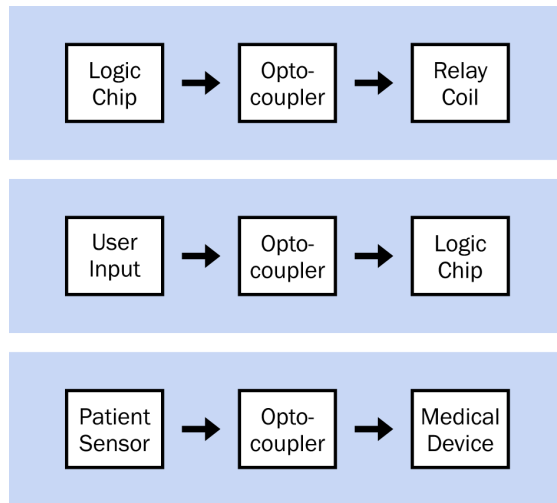 Logic
Chip
Opto-
coupler
Relay
Coil
User
Input
Opto-
coupler
Logic
Chip
Patient
Sensor
Opto-
coupler
Medical
Device